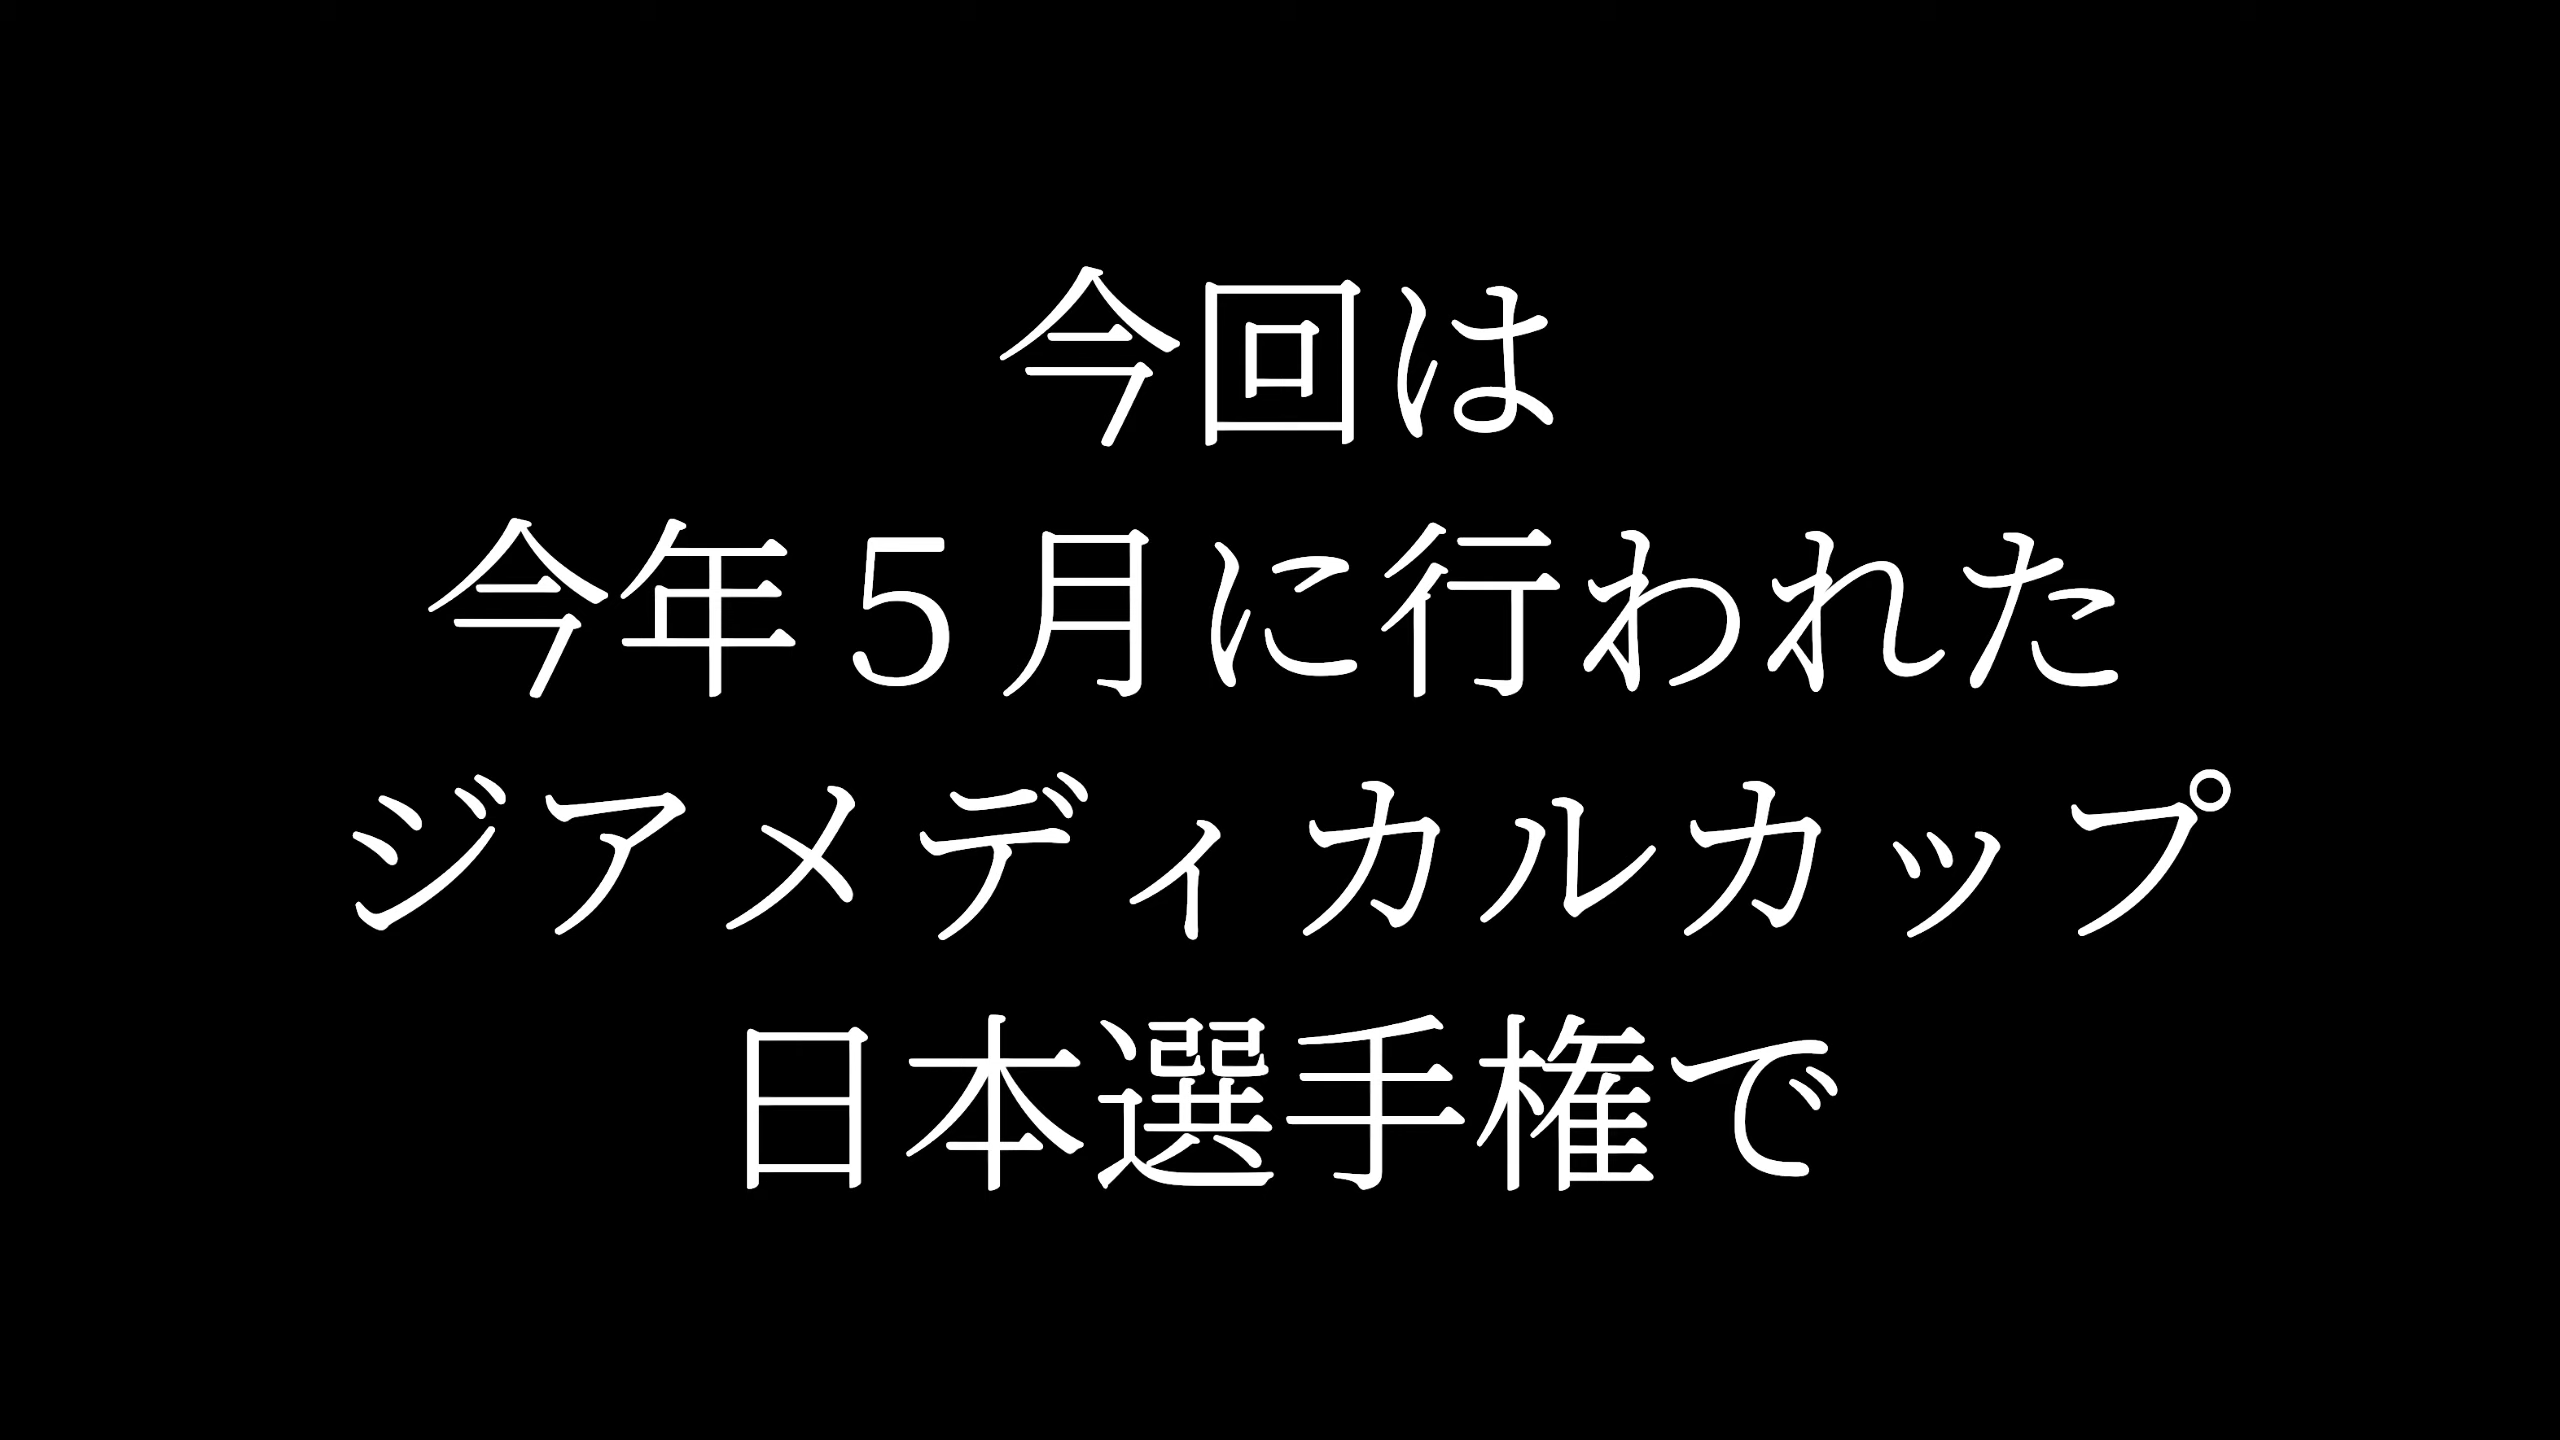 今回は
今年５月に行われた
ジアメディカルカップ
日本選手権で